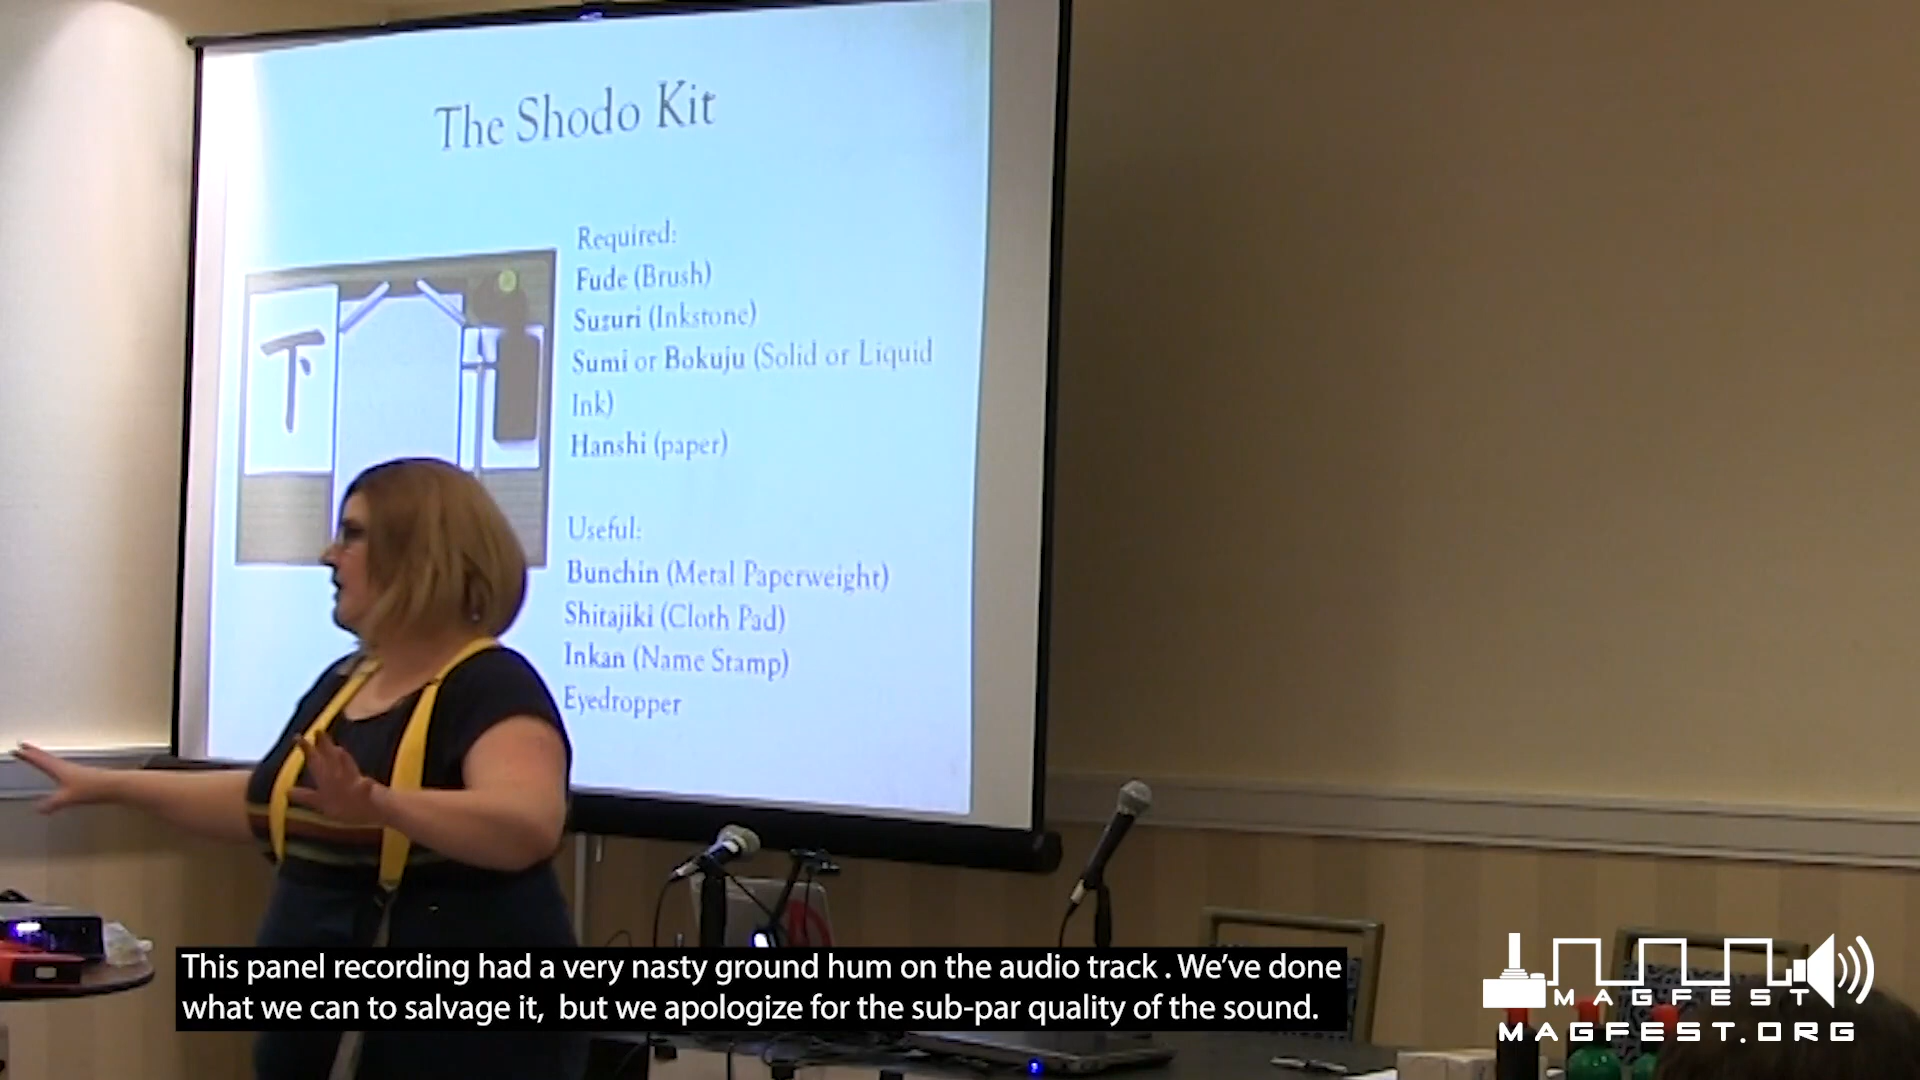 The Shodo Kit
下
Required:
Fude (Brush)
Suzuri (Inkstone)
Sumi or Bokuju (Solid or Liquid
Ink)
Hanshi (paper)
Useful:
Bunchin (Metal Paperweight)
Shitajiki (Cloth Pad)
Inkan (Name Stamp)
Eyedropper
This panel recording had a very nasty ground hum on the audio track . We've done
what we can to salvage it, but we apologize for the sub-par quality of the sound.
MAGFEST
MAGFEST.ORG